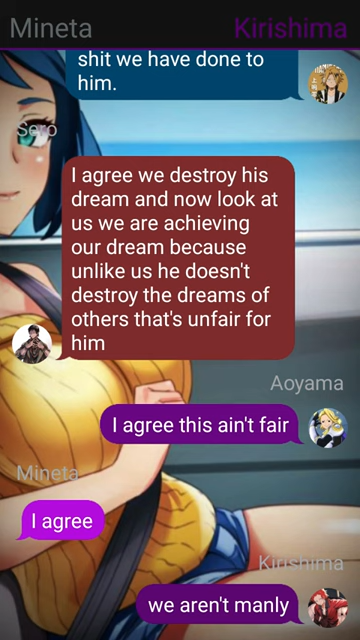 Mineta Kirishima
shit we have done to
him.
Sero
I agree we destroy his
dream and now look at
us we are achieving
our dream because
unlike us he doesn't
destroy the dreams of
others that's unfair for
him
Aoyama
I agree this ain't fair
Mineta
I agree
Kirishima
we aren't manly